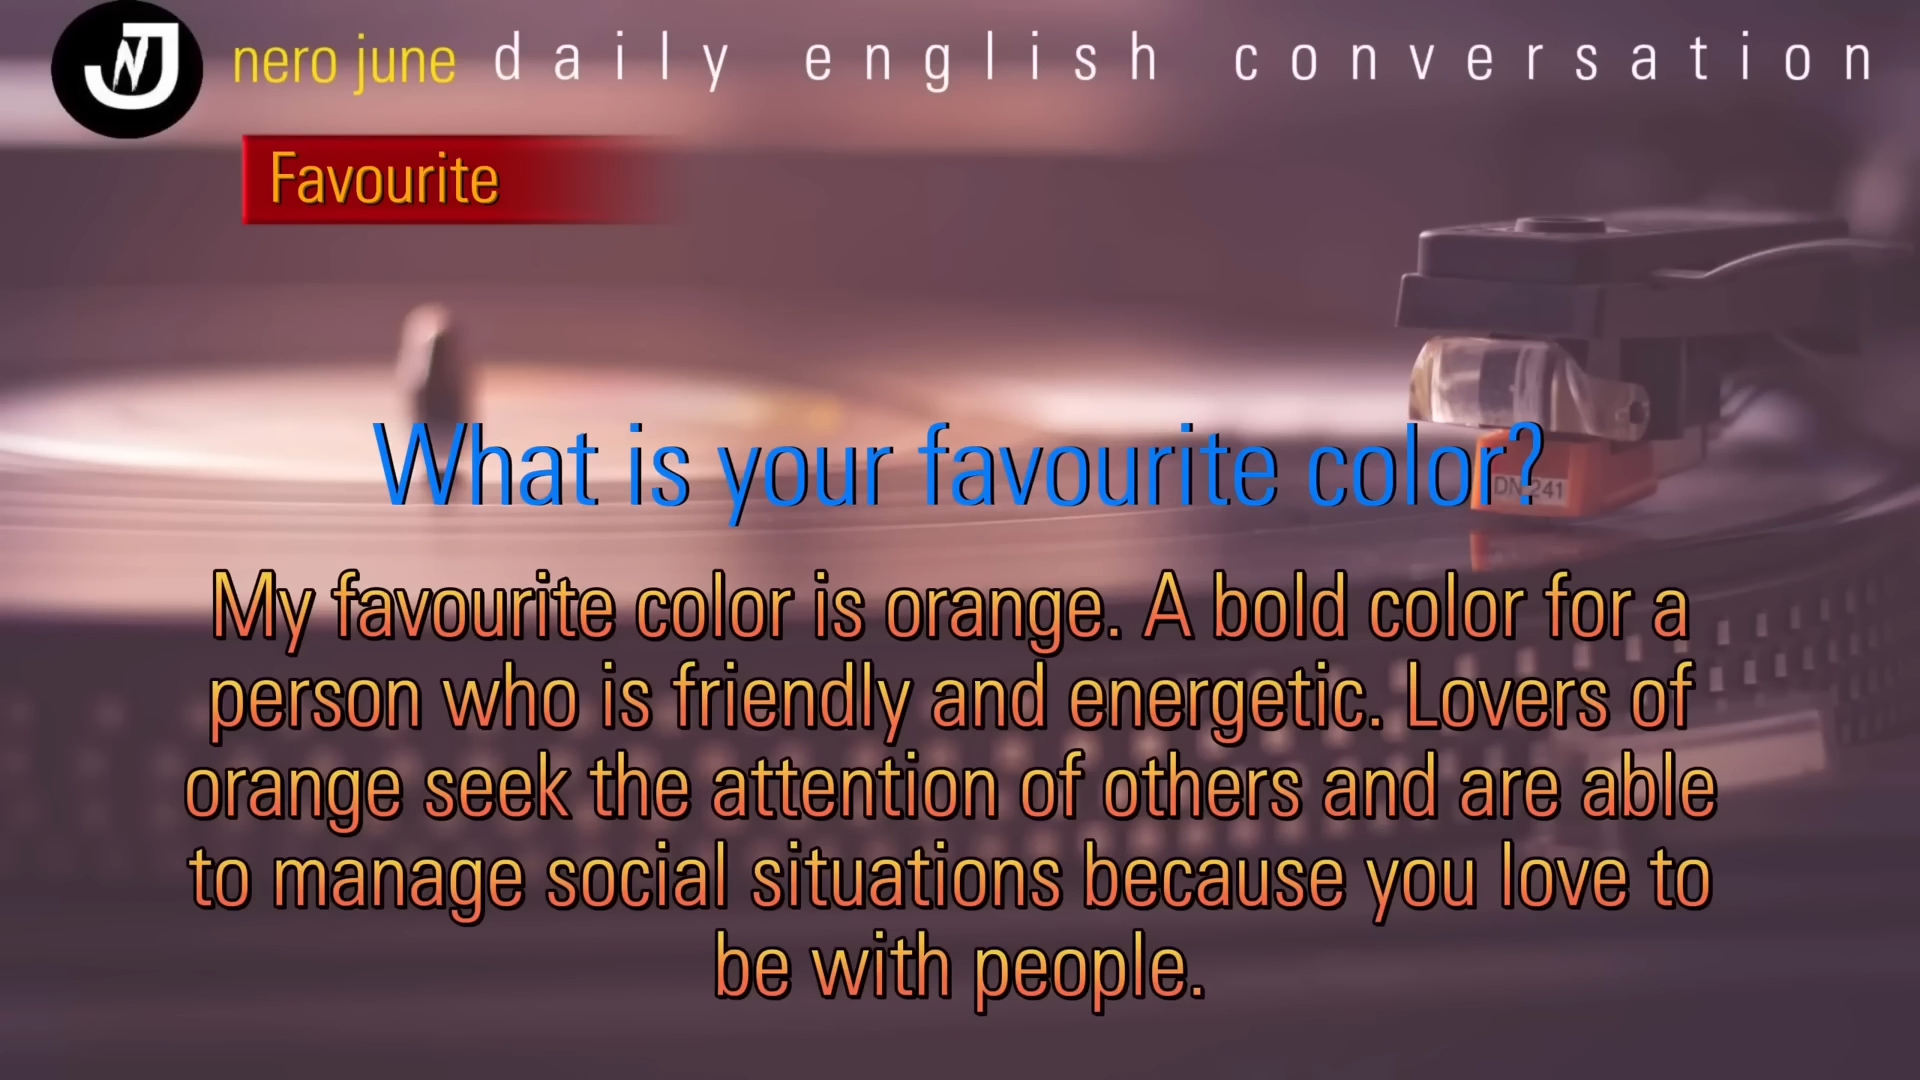 NJ
nero june daily english conversation
Favourite
What is your favourite color?
DN 241
My favourite color is orange. A bold color for a
person who is friendly and energetic. Lovers of
orange seek the attention of others and are able
to manage social situations because you love to
be with people.